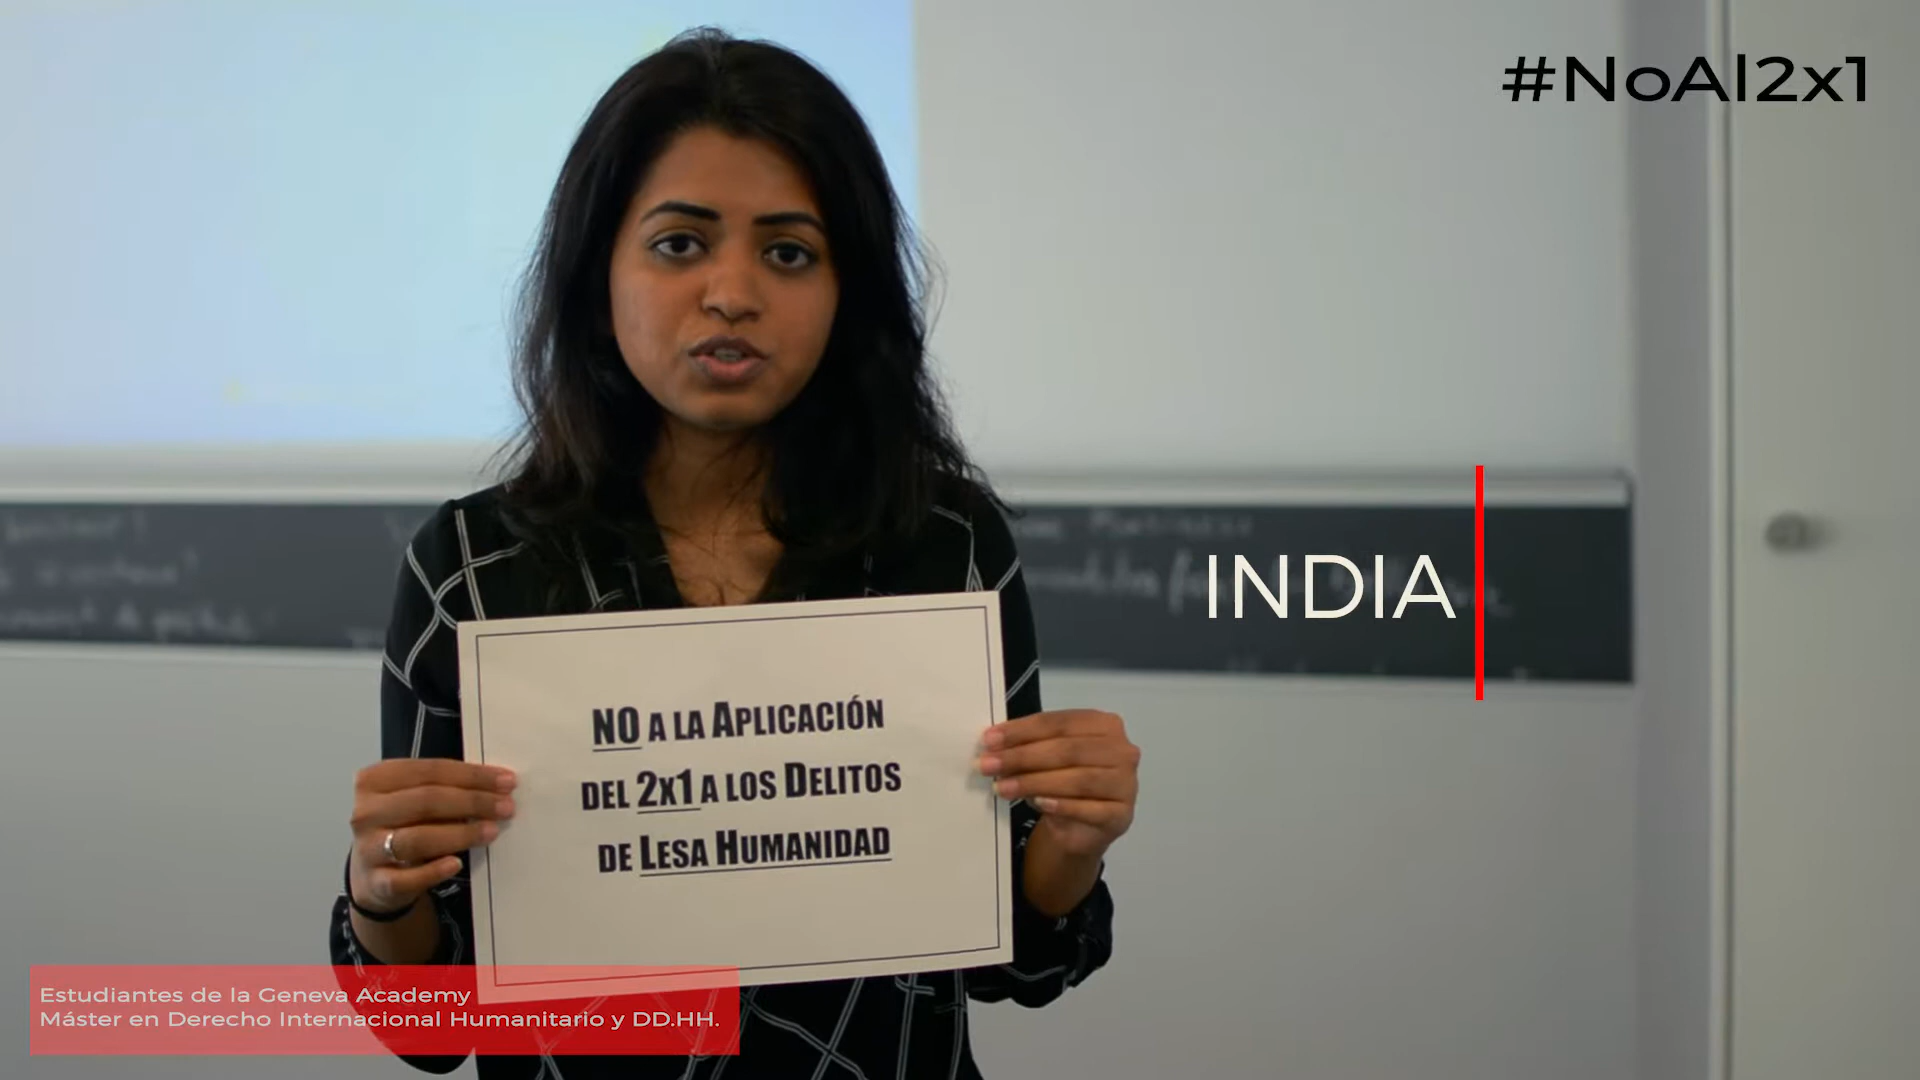 #NoAl2x1
INDIA
NO A LA APLICACIÓN
DEL 2X1 A LOS DELITOS
DE LESA HUMANIDAD
Estudiantes de la Geneva Academy
Máster en Derecho Internacional Humanitario y DD.HH.